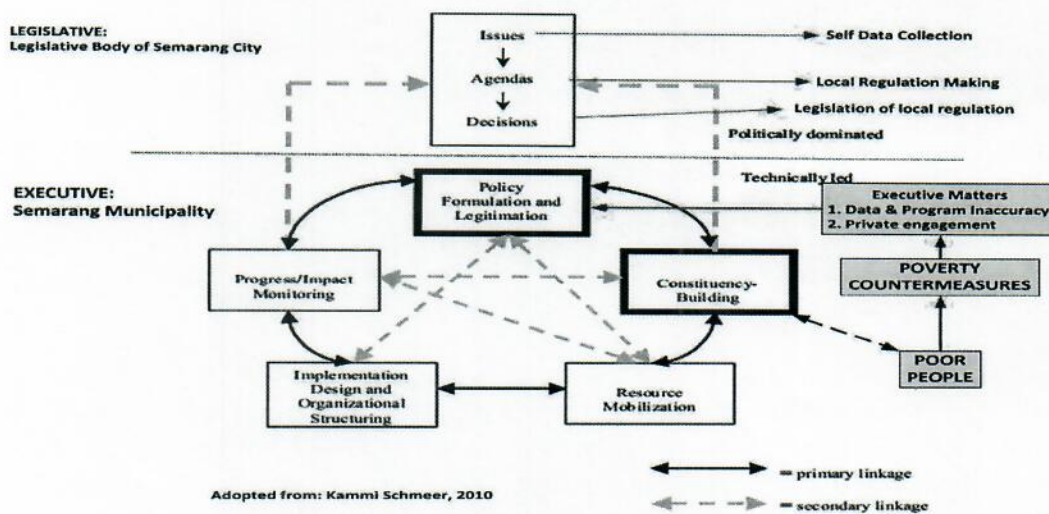 LEGISLATIVE:
Legislative Body of Semarang City
Issues
Agendas
Decisions
Self Data Collection
Local Regulation Making
Legislation of local regulation
Politically dominated
Technically led
EXECUTIVE:
Semarang Municipality
Policy
Formulation and
Legitimation
Executive Matters
1. Data & Program Inaccuracy
2. Private engagement
Progress/Impact
Monitoring
Constituency-
Building
POVERTY
COUNTERMEASURES
POOR
PEOPLE
Implementation
Design and
Organizational
Structuring
Resource
Mobilization
= primary linkage
= secondary linkage
Adopted from: Kammi Schmeer, 2010